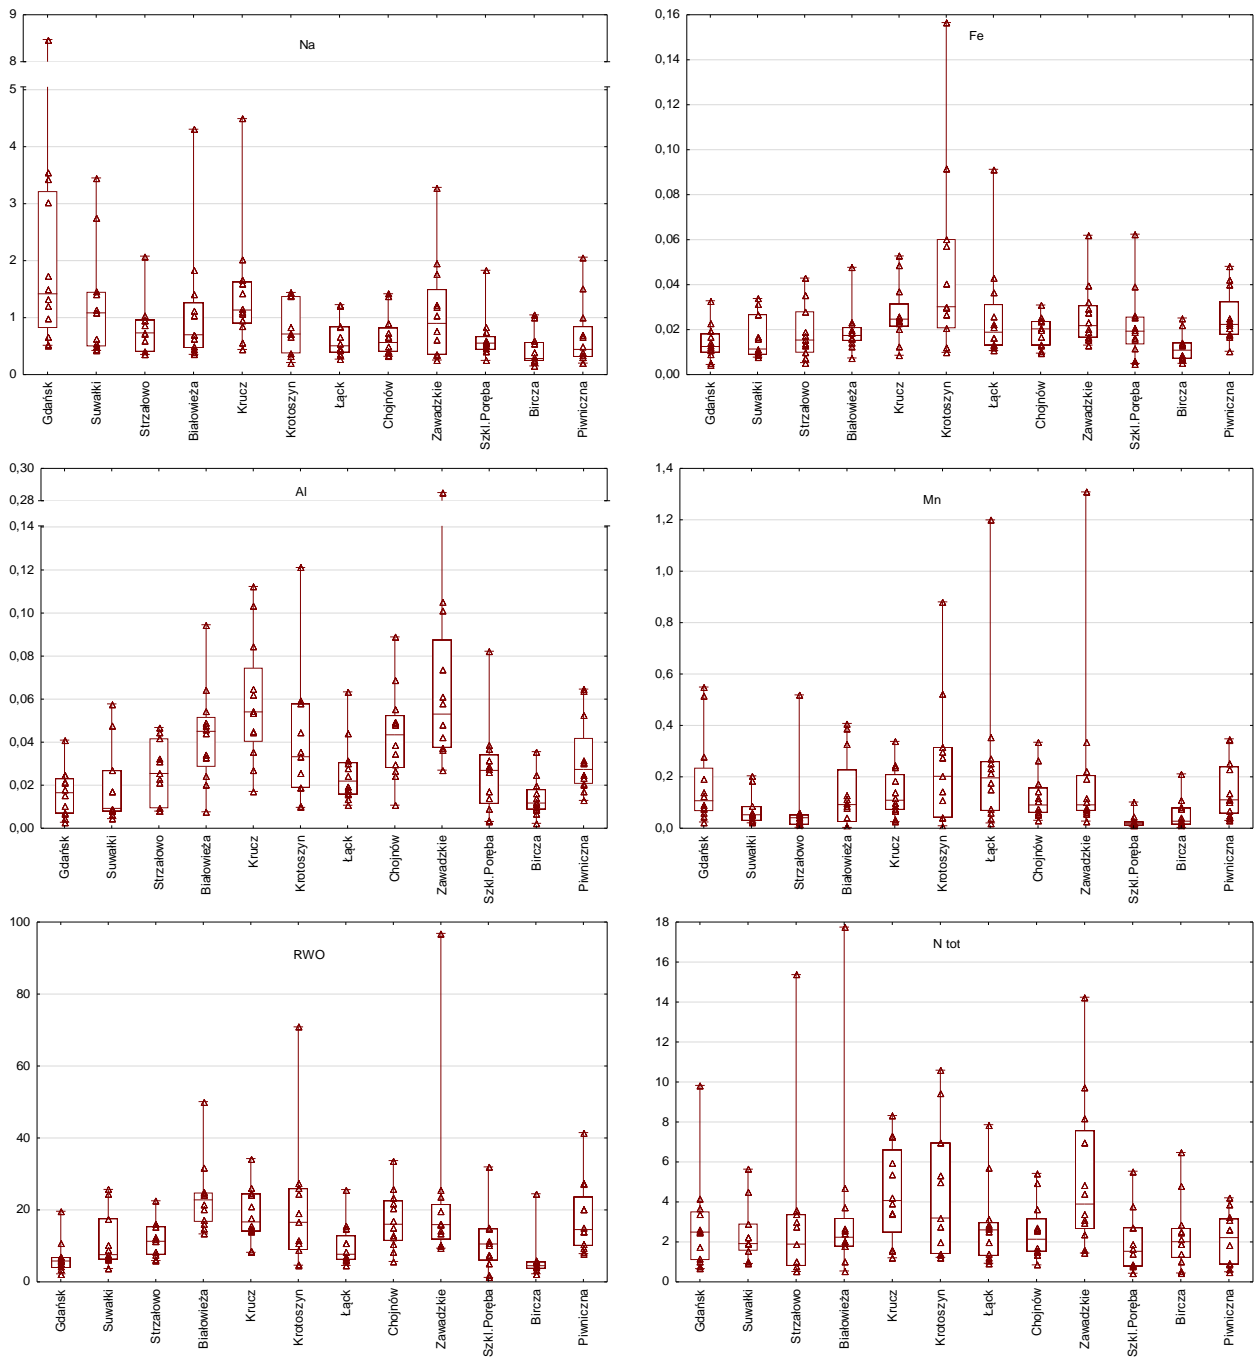 Na
9
8
5
4
3
2
1
0
Gdańsk
Suwałki
Strzałowo
Białowieża
Krucz
Krotoszyn
Łąck
Chojnów
Zawadzkie
Szkl.Poręba
Bircza
Piwniczna
Fe
0,16
0,14
0,12
0,10
0,08
0,06
0,04
0,02
0,00
Gdańsk
Suwałki
Strzałowo
Białowieża
Krucz
Krotoszyn
Łąck
Chojnów
Zawadzkie
Szkl.Poręba
Bircza
Piwniczna
Al
0,30
0,28
0,14
0,12
0,10
0,08
0,06
0,04
0,02
0,00
Gdańsk
Suwałki
Strzałowo
Białowieża
Krucz
Krotoszyn
Łąck
Chojnów
Zawadzkie
Szkl.Poręba
Bircza
Piwniczna
Mn
1,4
1,2
1,0
0,8
0,6
0,4
0,2
0,0
Gdańsk
Suwałki
Strzałowo
Białowieża
Krucz
Krotoszyn
Łąck
Chojnów
Zawadzkie
Szkl.Poręba
Bircza
Piwniczna
RWO
100
80
60
40
20
0
Gdańsk
Suwałki
Strzałowo
Białowieża
Krucz
Krotoszyn
Łąck
Chojnów
Zawadzkie
Szkl.Poręba
Bircza
Piwniczna
N tot
18
16
14
12
10
8
6
4
2
0
Gdańsk
Suwałki
Strzałowo
Białowieża
Krucz
Krotoszyn
Łąck
Chojnów
Zawadzkie
Szkl.Poręba
Bircza
Piwniczna